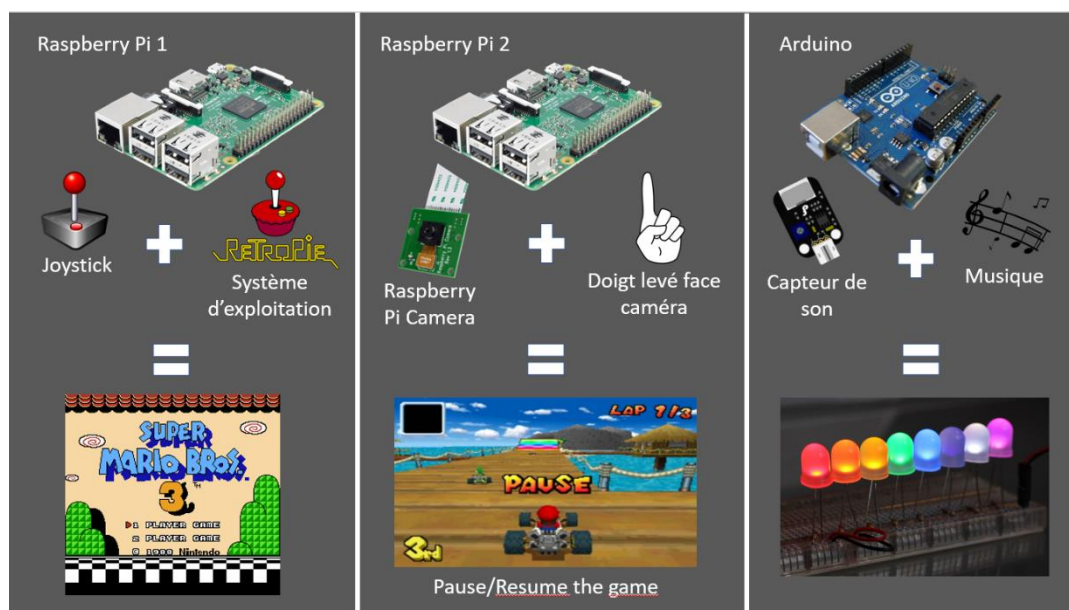 Raspberry Pi 1
Joystick
RETROPIE
Système
d'exploitation
SUPER
MARIO BROS.
3
1 PLAYER GAME
2 PLAYER GAME
© 1988 Nintendo
Raspberry Pi 2
Raspberry
Pi Camera
Doigt levé face
caméra
LAP 1/3
PAUSE
3rd
Pause/Resume the game
Arduino
ARDUINO
UNO
Capteur de
son
Musique